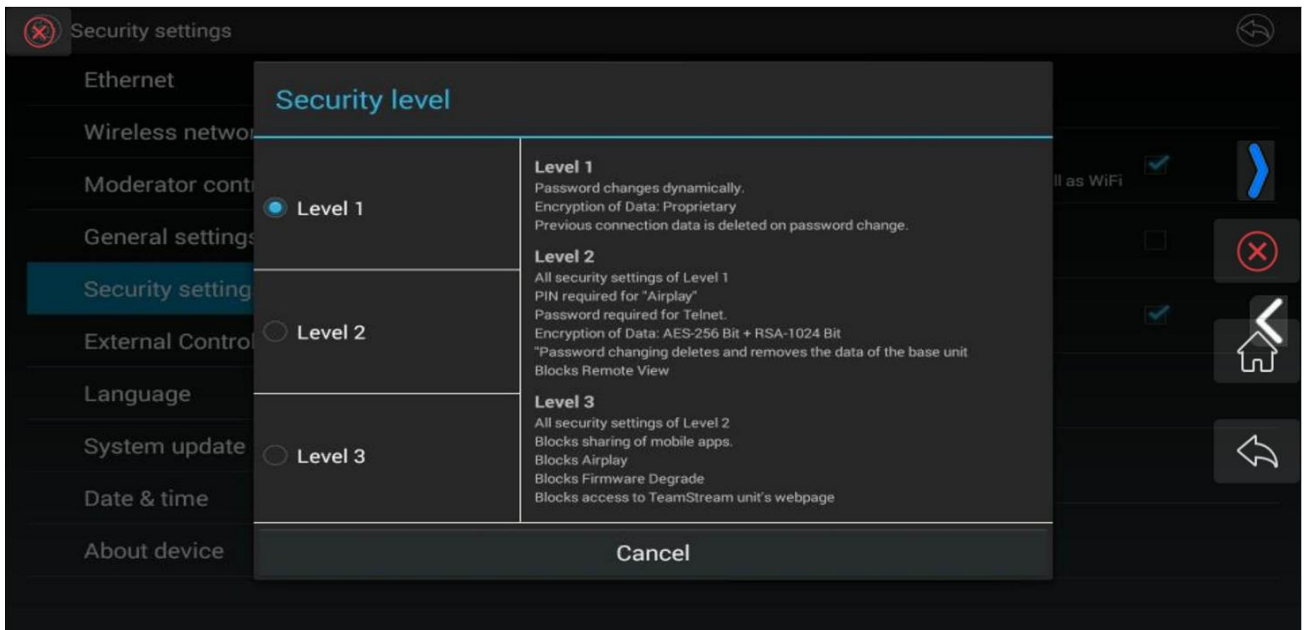 Security settings
Ethernet
Security level
Wireless networ
Level 1
Password changes dynamically.
Encryption of Data: Proprietary
Previous connection data is deleted on password change.
Level 2
All security settings of Level 1
PIN required for "Airplay"
Password required for Telnet.
Encryption of Data: AES-256 Bit + RSA-1024 Bit
"Password changing deletes and removes the data of the base unit
Blocks Remote View
Level 3
All security settings of Level 2
Blocks sharing of mobile apps.
Blocks Airplay
Blocks Firmware Degrade
Blocks access to TeamStream unit's webpage
Level 1
Level 2
Level 3
Cancel
Moderator cont
ll as WiFi
General settings
Security setting
External Control
Language
System update
Date & time
About device